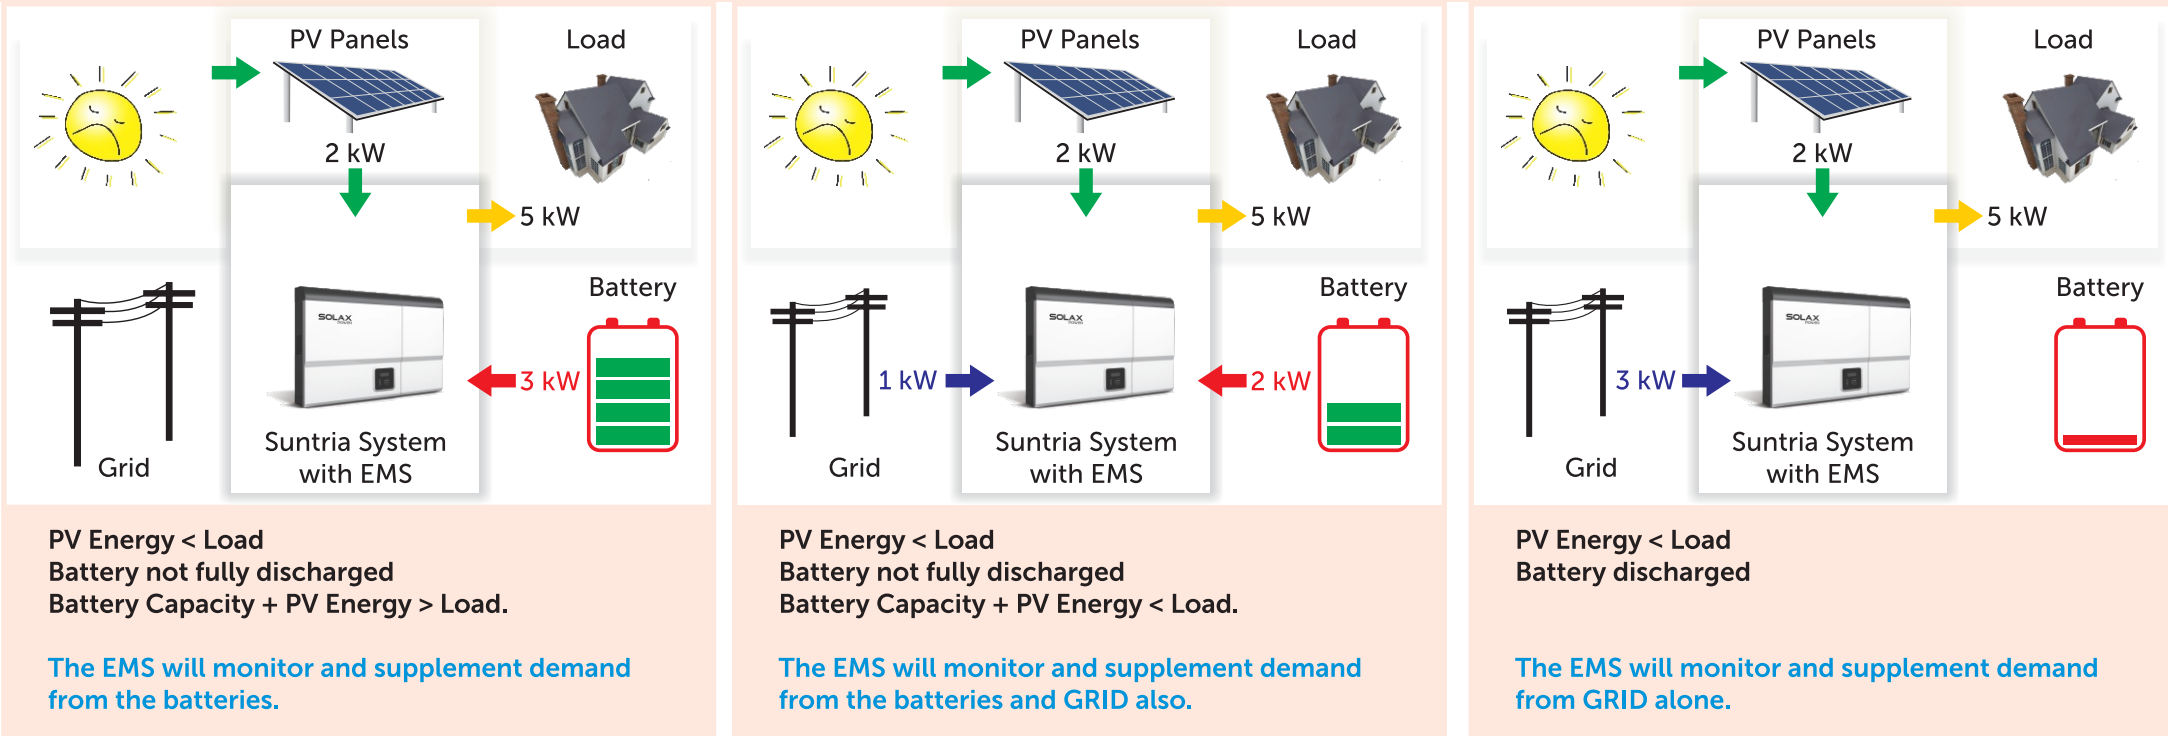 PV Panels
Load
2 kW
5 kW
Battery
SOLAX
POWER
3 kW
Suntria System
with EMS
Grid
PV Energy < Load
Battery not fully discharged
Battery Capacity + PV Energy > Load.
The EMS will monitor and supplement demand
from the batteries.
PV Panels
Load
2 kW
5 kW
Battery
SOLAX
POWER
1 kW
2 kW
Suntria System
with EMS
Grid
PV Energy < Load
Battery not fully discharged
Battery Capacity + PV Energy < Load.
The EMS will monitor and supplement demand
from the batteries and GRID also.
PV Panels
Load
2 kW
5 kW
Battery
SOLAX
POWER
3 kW
Suntria System
with EMS
Grid
PV Energy < Load
Battery discharged
The EMS will monitor and supplement demand
from GRID alone.